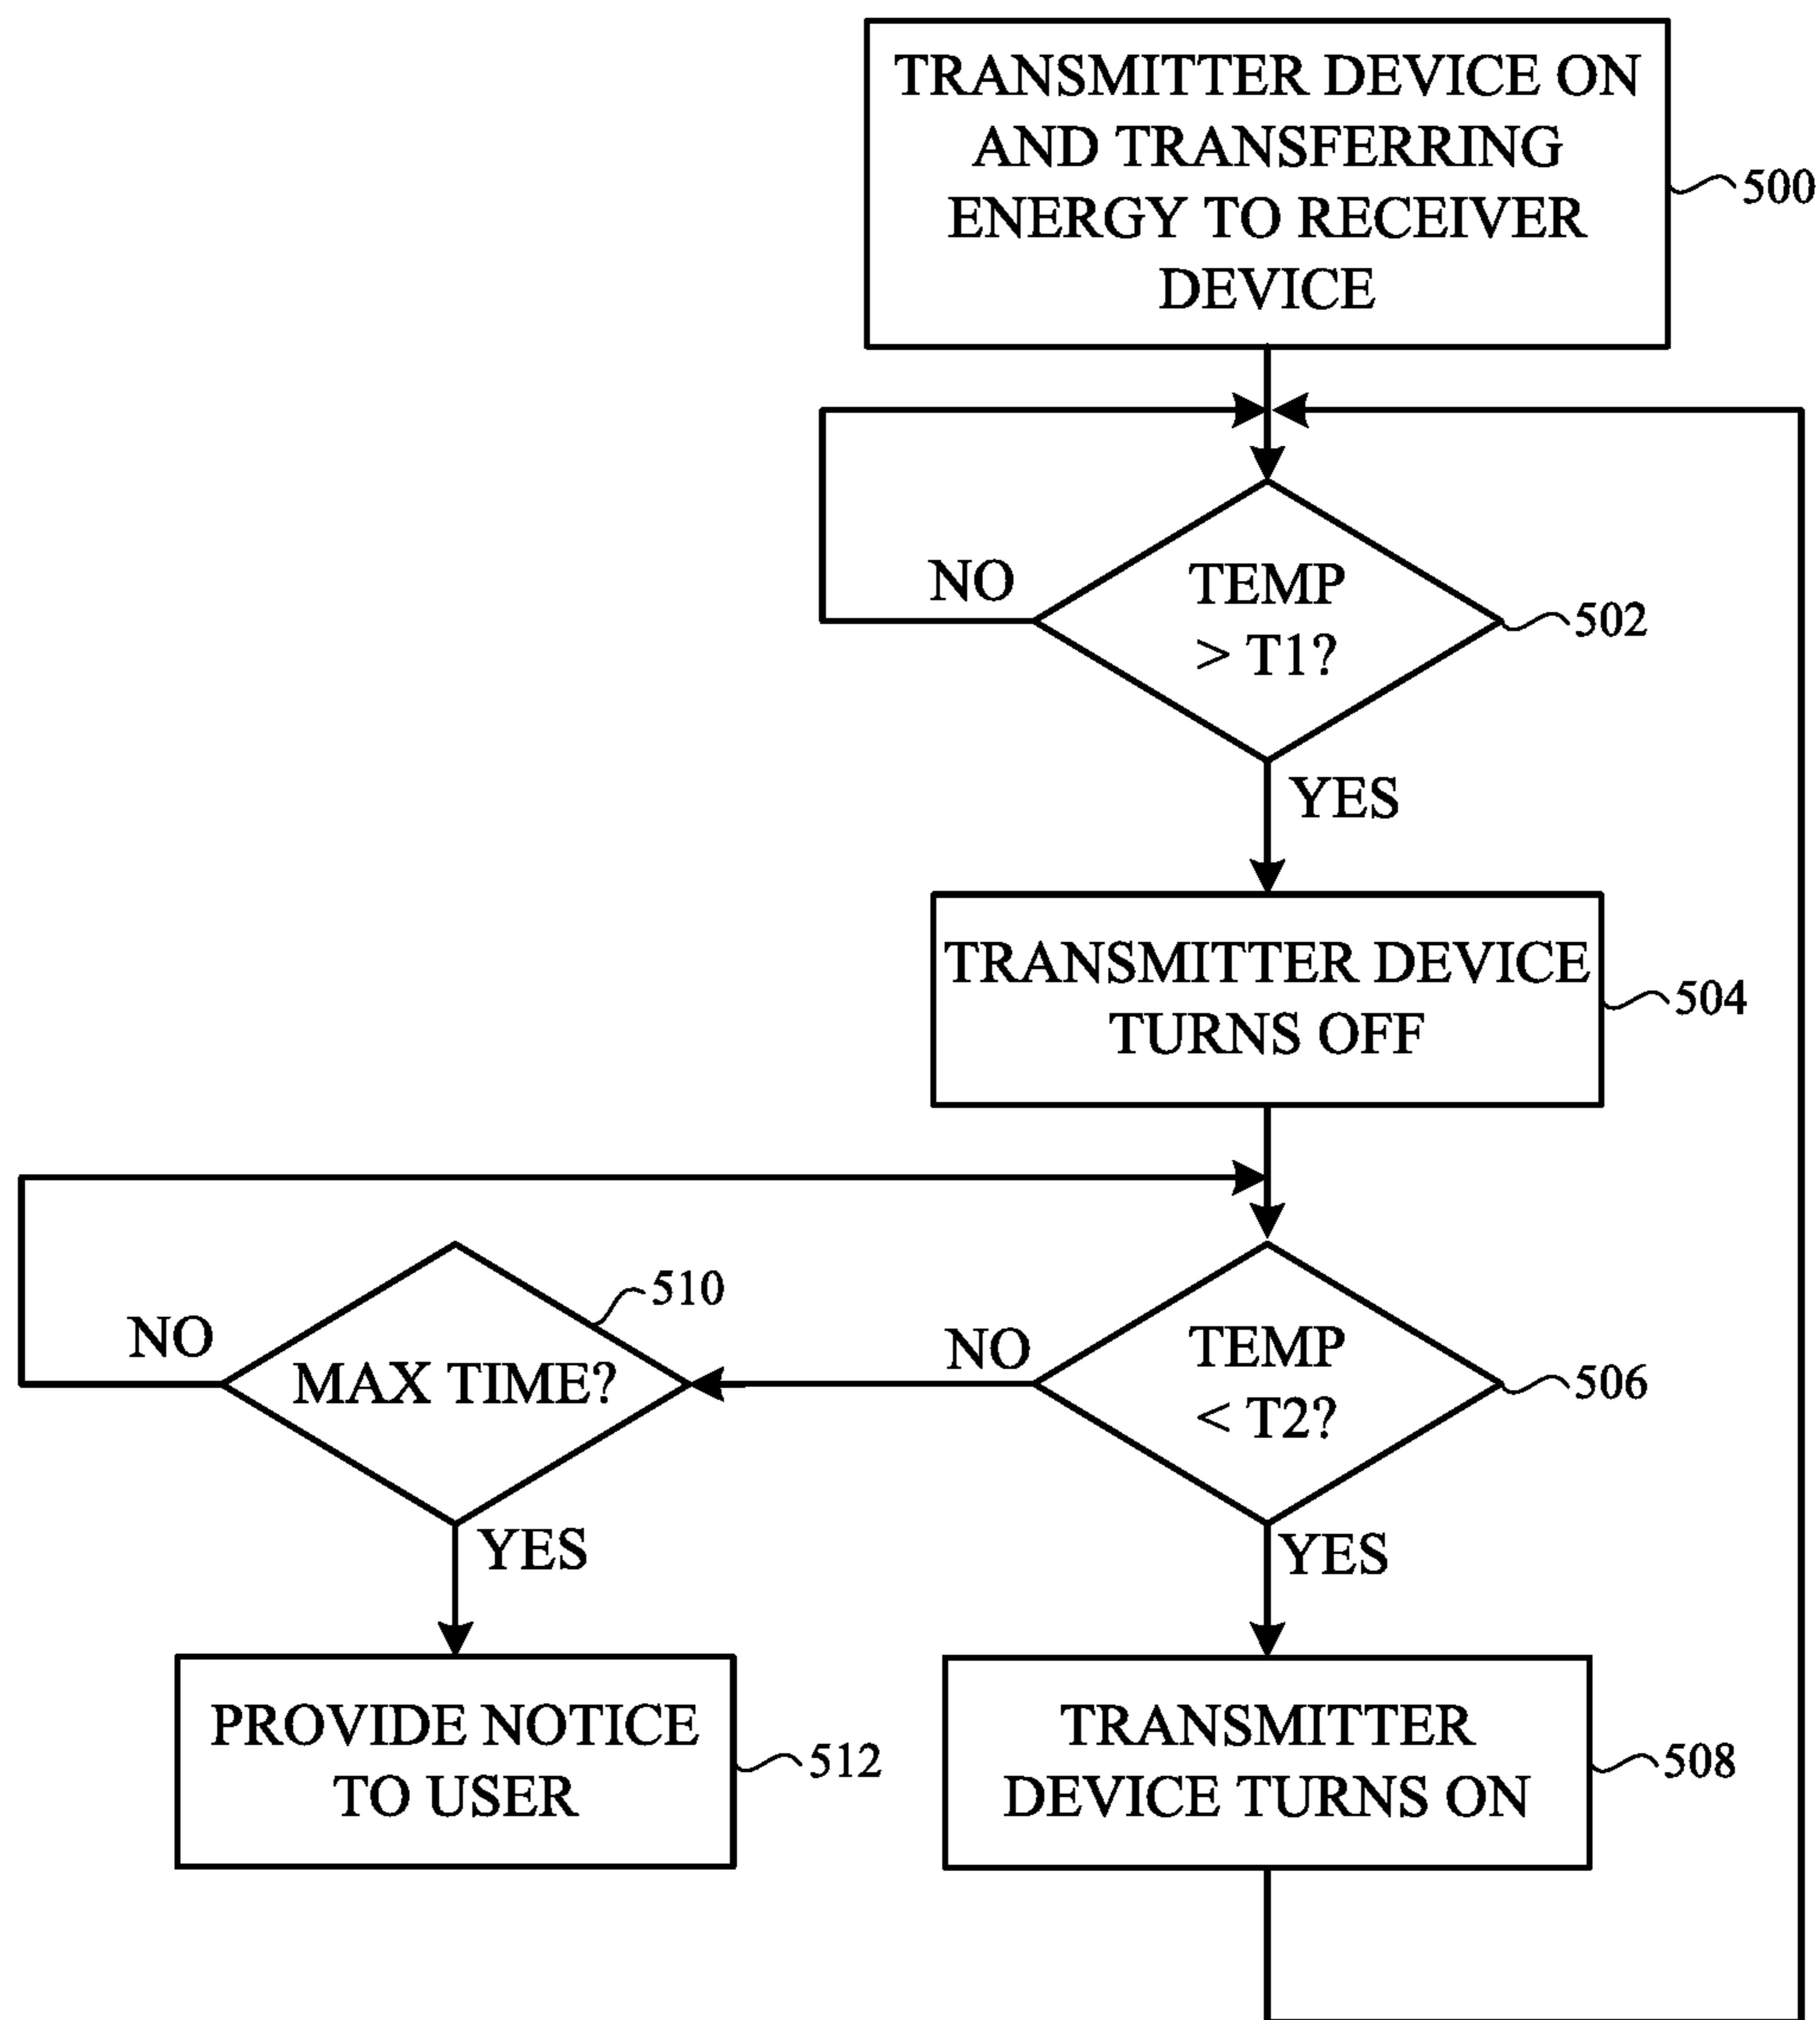 TRANSMITTER DEVICE ON
AND TRANSFERRING
ENERGY TO RECEIVER
DEVICE
500
NO
TEMP
> T1?
502
YES
TRANSMITTER DEVICE
TURNS OFF
504
510
NO
MAX TIME?
NO
TEMP
< T2?
506
YES
YES
PROVIDE NOTICE
TO USER
512
TRANSMITTER
DEVICE TURNS ON
508